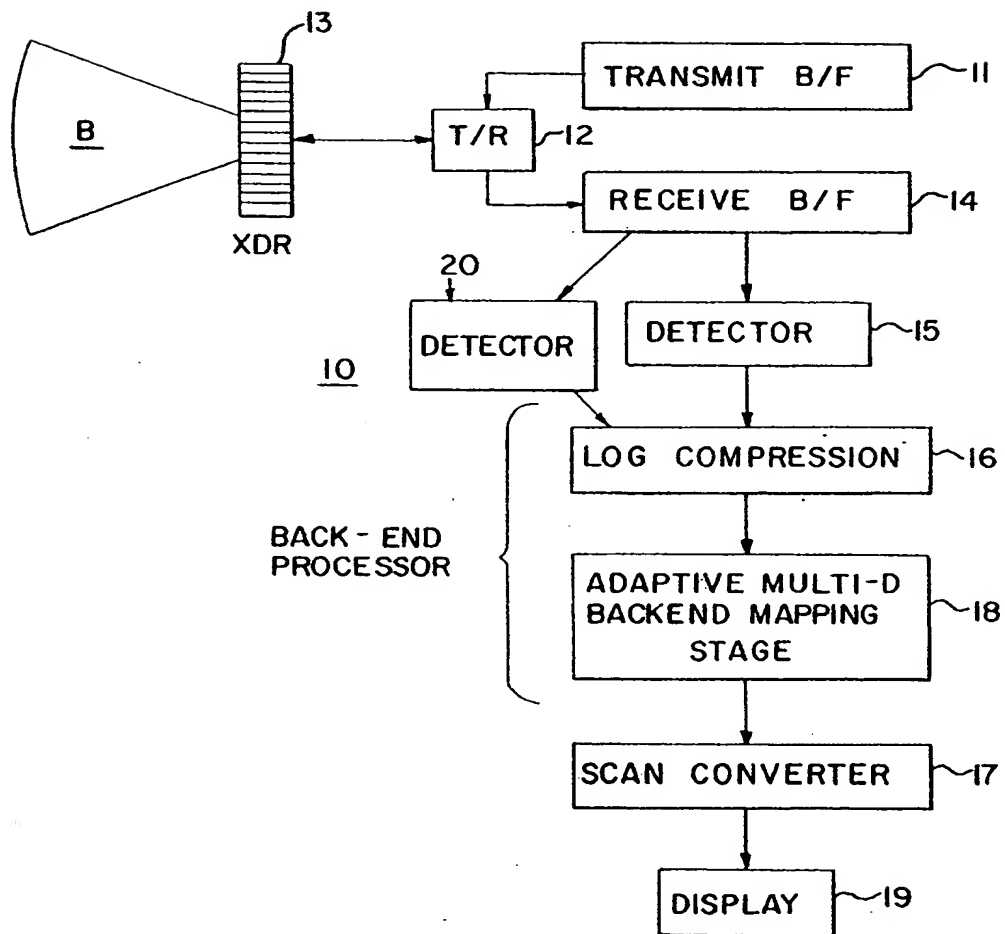 13
TRANSMIT B/F
11
B
T/R
12
RECEIVE B/F
14
XDR
20
DETECTOR
DETECTOR
15
10
LOG COMPRESSION
16
BACK-END
PROCESSOR
ADAPTIVE MULTI-D
BACKEND MAPPING
STAGE
18
SCAN CONVERTER
17
DISPLAY
19